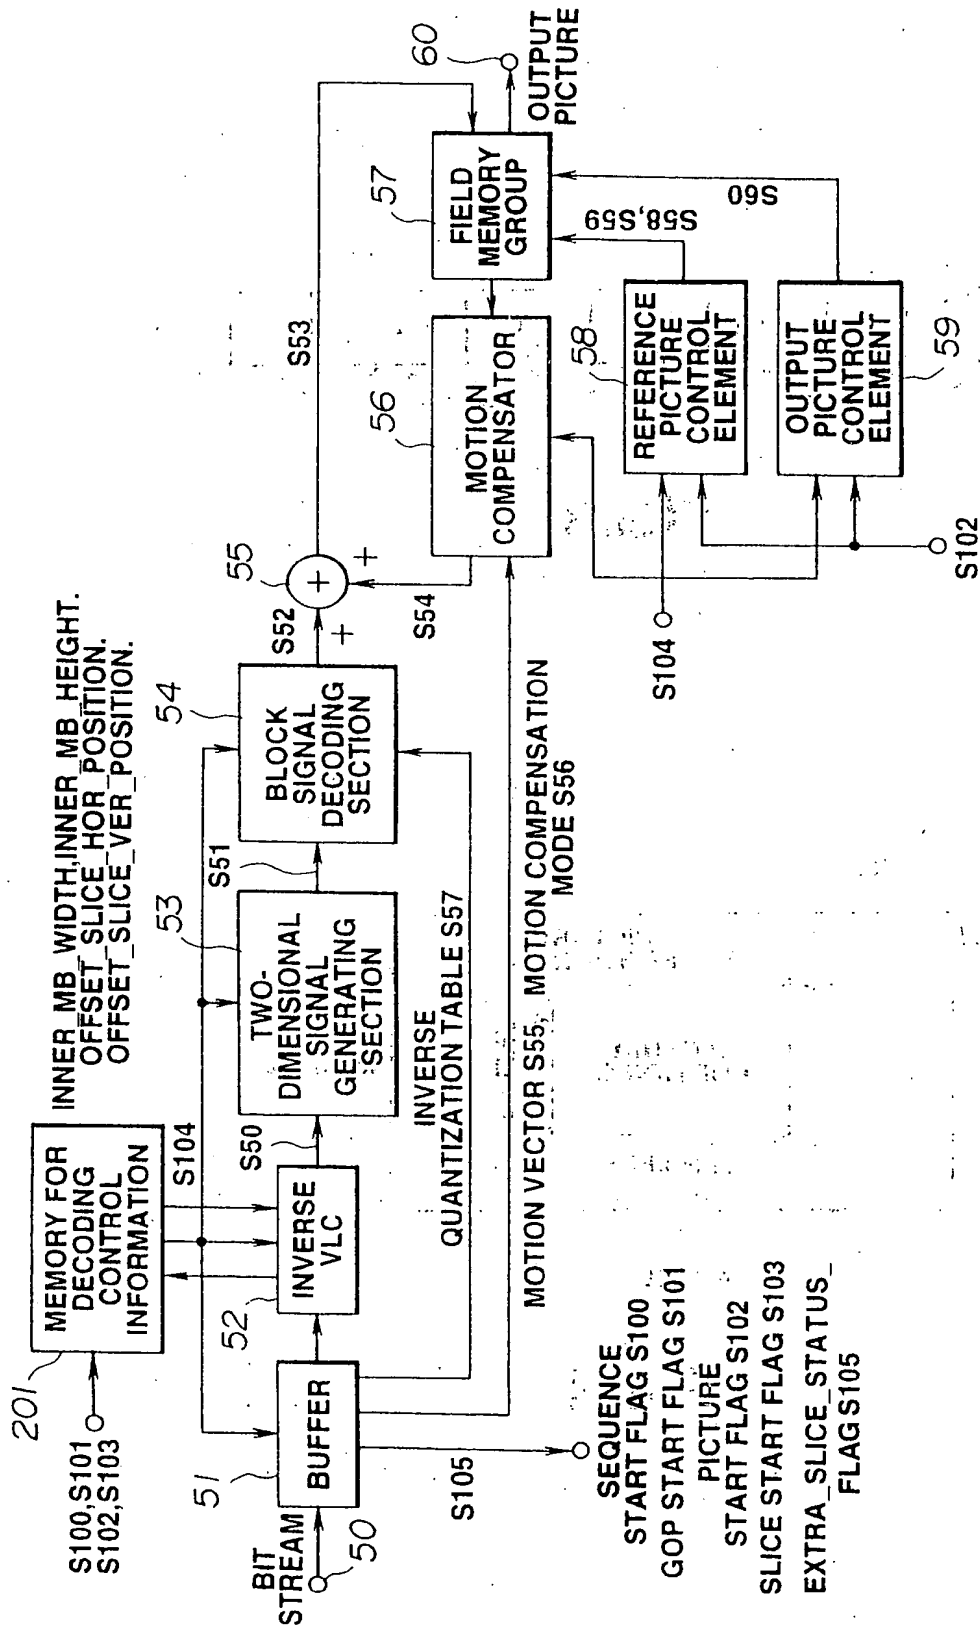 INNER_MB_WIDTH,INNER_MB_HEIGHT.
OFFSET_SLICE_HOR_POSITION.
OFFSET_SLICE_VER_POSITION.
201
MEMORY FOR
DECODING
CONTROL
INFORMATION
S100,S101
S102,S103
S104
BIT
STREAM
50
51
BUFFER
52
INVERSE
VLC
S50
53
TWO-
DIMENSIONAL
SIGNAL
GENERATING
SECTION
S51
54
BLOCK
SIGNAL
DECODING
SECTION
S52
55
+
+
+
S53
S54
56
MOTION
COMPENSATOR
57
FIELD
MEMORY
GROUP
60
OUTPUT
PICTURE
INVERSE
QUANTIZATION TABLE S57
MOTION VECTOR S55, MOTION COMPENSATION
MODE S56
S105
SEQUENCE
START FLAG S100
GOP START FLAG S101
PICTURE
START FLAG S102
SLICE START FLAG S103
EXTRA_SLICE_STATUS_
FLAG S105
S104
58
REFERENCE
PICTURE
CONTROL
ELEMENT
S58,S59
OUTPUT
PICTURE
CONTROL
ELEMENT
59
S60
S102